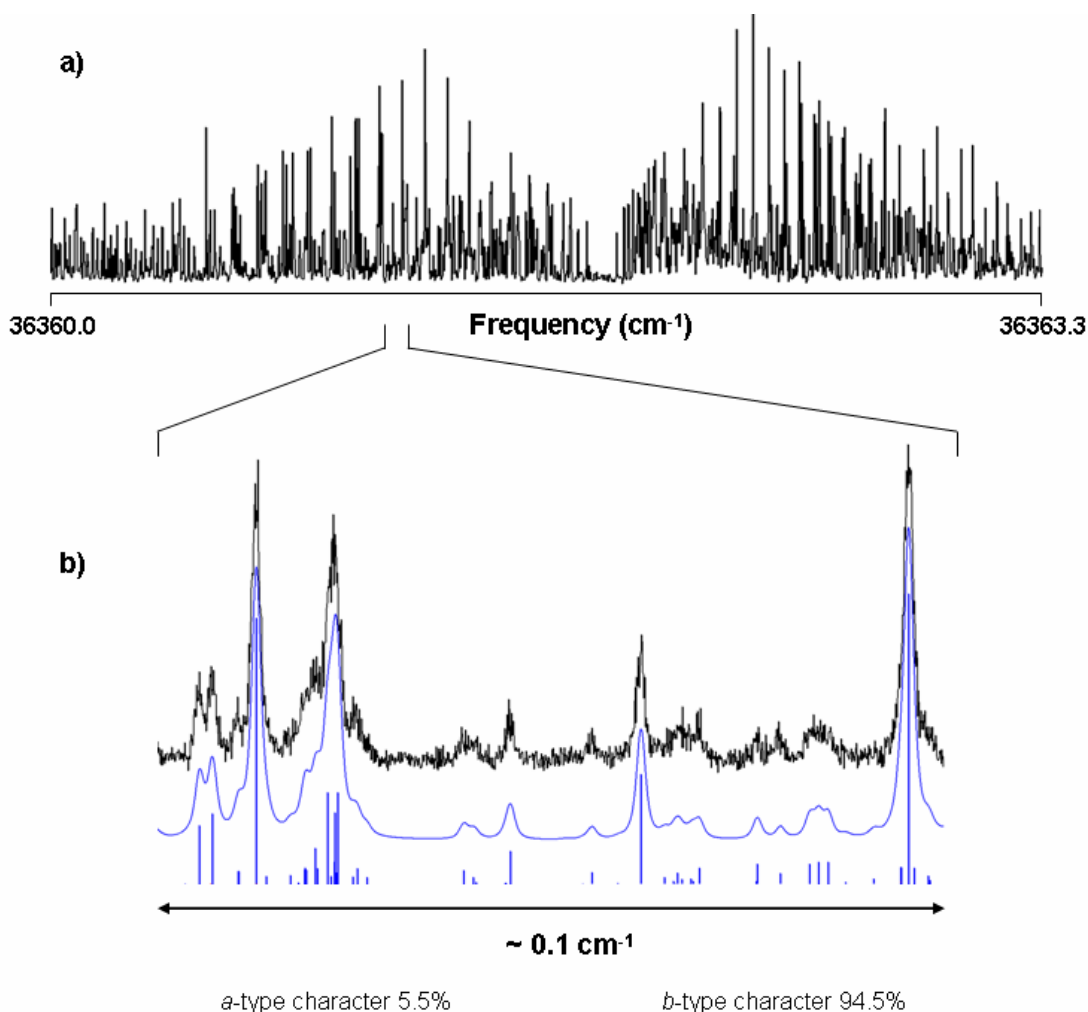 a)
36360.0
Frequency (cm⁻¹)
36363.3
b)
~ 0.1 cm⁻¹
a-type character 5.5%
b-type character 94.5%